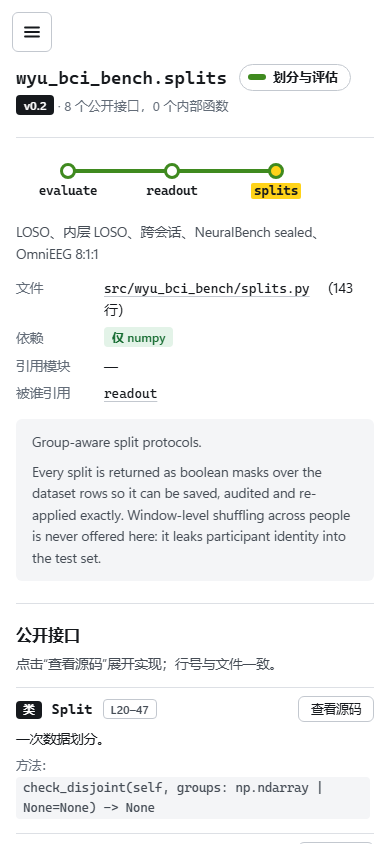 wyu_bci_bench.splits 划分与评估
v0.2 · 8 个公开接口，0 个内部函数
evaluate readout splits
LOSO、内层 LOSO、跨会话、NeuralBench sealed、
OmniEEG 8:1:1
文件 src/wyu_bci_bench/splits.py （143
行）
依赖 仅 numpy
引用模块 —
被谁引用 readout
Group-aware split protocols.
Every split is returned as boolean masks over the
dataset rows so it can be saved, audited and re-
applied exactly. Window-level shuffling across people
is never offered here: it leaks participant identity into
the test set.
公开接口
点击“查看源码”展开实现；行号与文件一致。
类 Split L20–47 查看源码
一次数据划分。
方法：
check_disjoint(self, groups: np.ndarray |
None=None) -> None